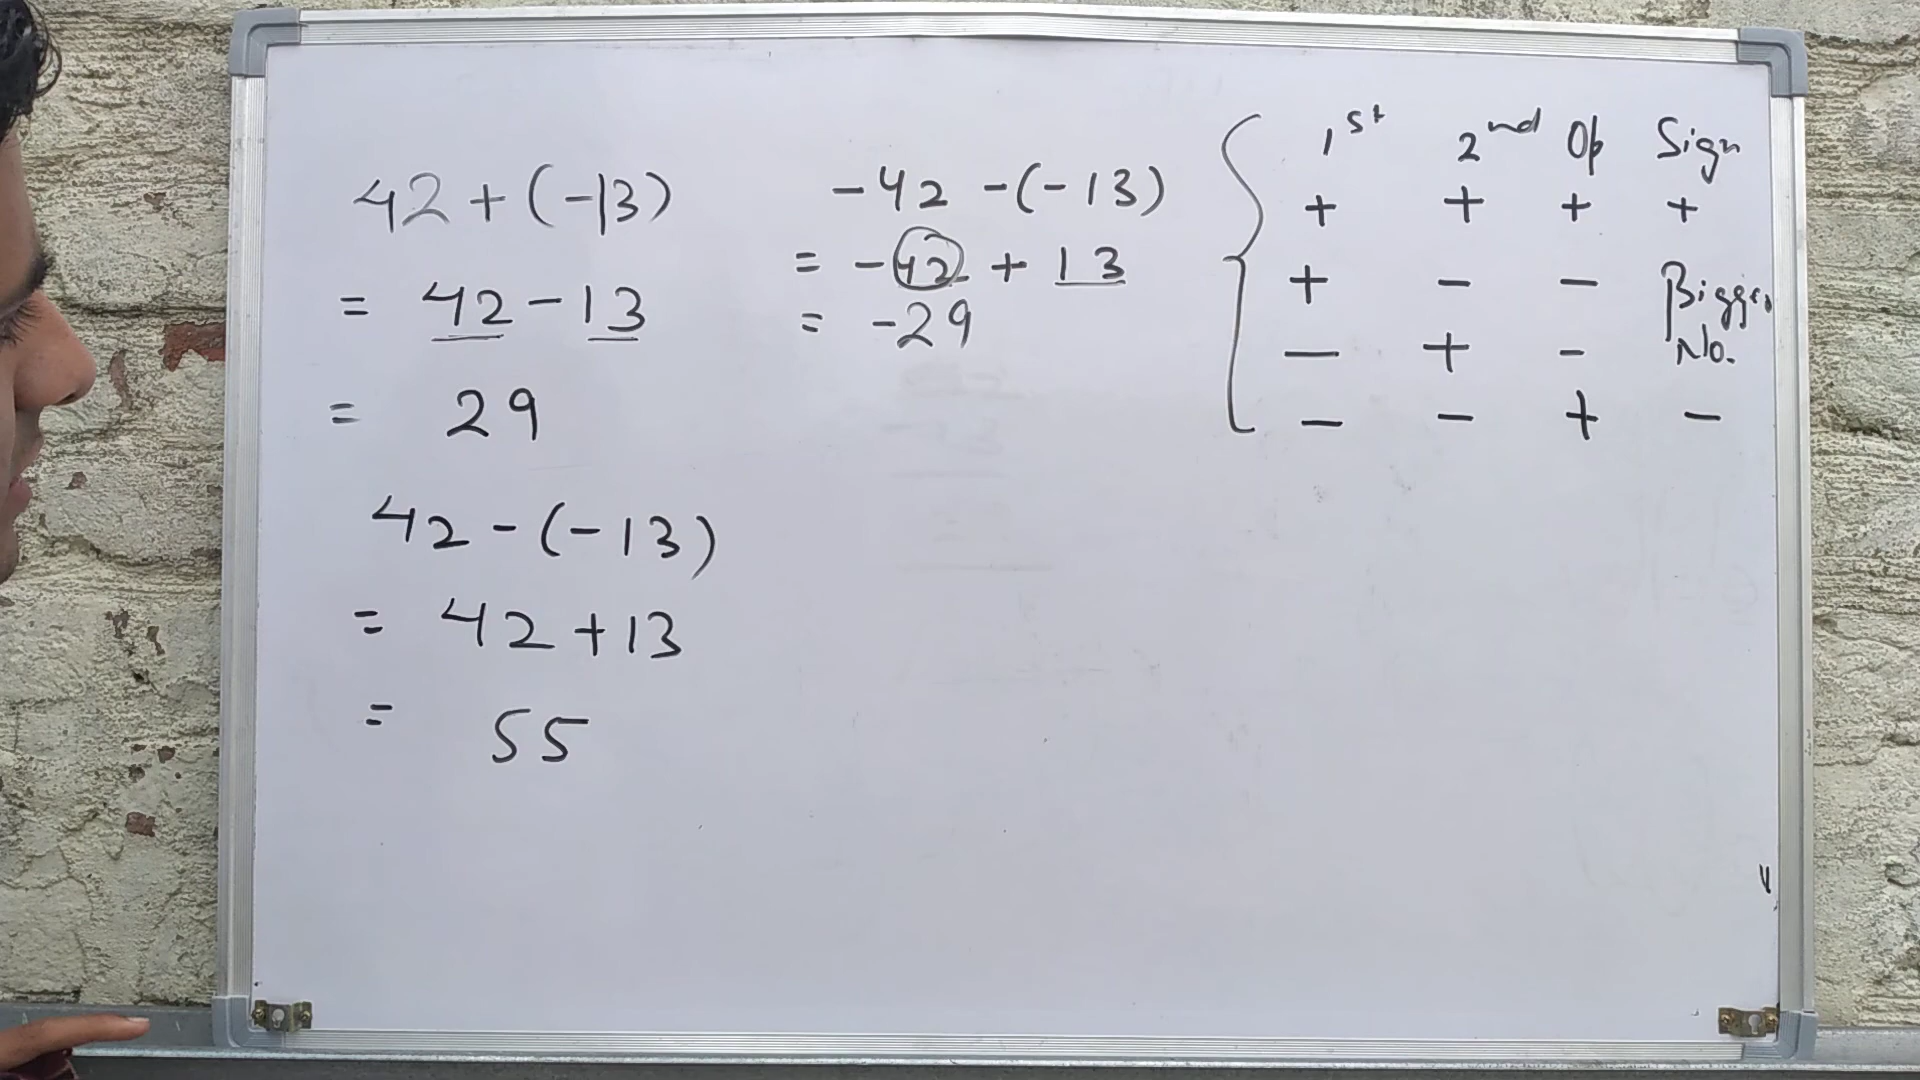 42 + (-13)
= 42 - 13
= 29
42 - (-13)
= 42 + 13
= 55
-42 - (-13)
= -42 + 13
= -29
1st 2nd Op Sign
+ + + +
+ - - Bigger
- + - No.
- - + -